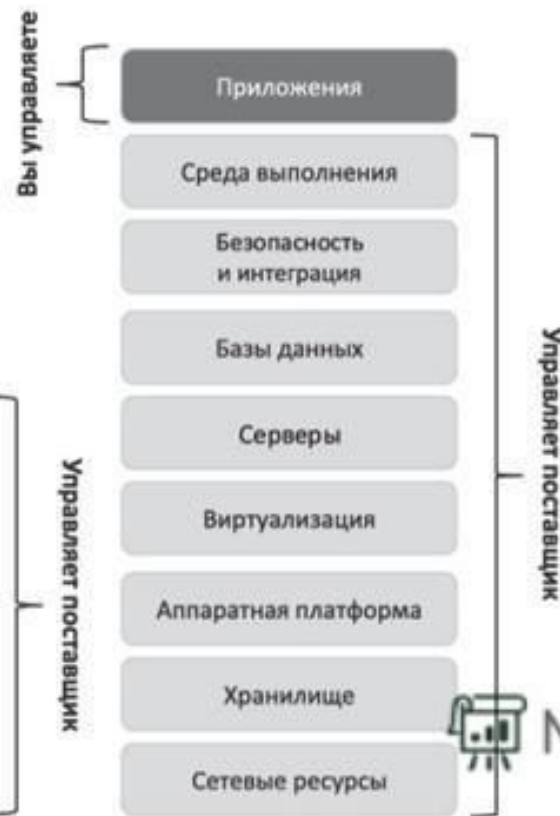 Вы управляете
Приложения
Среда выполнения
Безопасность
и интеграция
Базы данных
Серверы
Виртуализация
Аппаратная платформа
Хранилище
Сетевые ресурсы
Управляет поставщик
Управляет поставщик
N